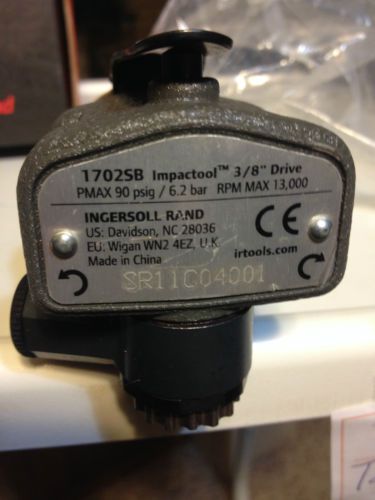 1702SB Impactool™ 3/8" Drive
PMAX 90 psig / 6.2 bar RPM MAX 13,000
INGERSOLL RAND
US: Davidson, NC 28036
EU: Wigan WN2 4EZ, U.K.
Made in China
CE
irtools.com
SR11C04001